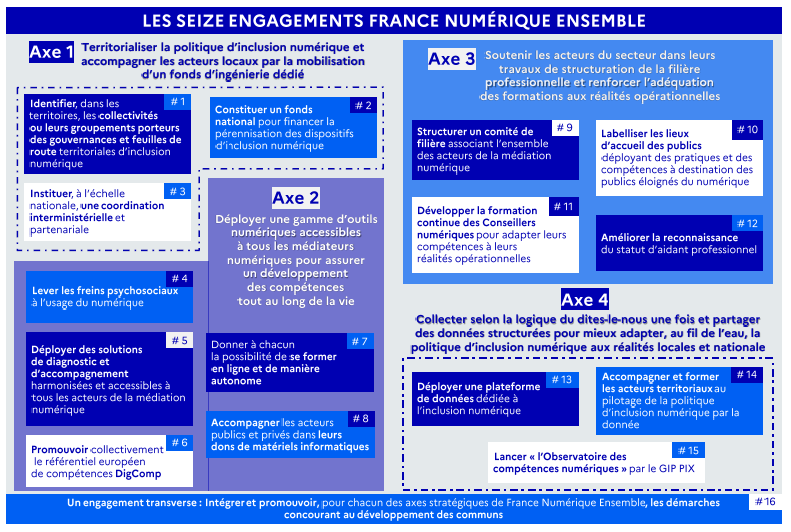 LES SEIZE ENGAGEMENTS FRANCE NUMÉRIQUE ENSEMBLE
Axe 1
Territorialiser la politique d'inclusion numérique et
accompagner les acteurs locaux par la mobilisation
d'un fonds d'ingénierie dédié
# 1
Identifier, dans les
territoires, les collectivités
ou leurs groupements porteurs
des gouvernances et feuilles de
route territoriales d'inclusion
numérique
# 2
Constituer un fonds
national pour financer la
pérennisation des dispositifs
d'inclusion numérique
# 3
Instituer, à l'échelle
nationale, une coordination
interministérielle et
partenariale
Axe 2
Déployer une gamme d'outils
numériques accessibles
à tous les médiateurs
numériques pour assurer
un développement
des compétences
tout au long de la vie
# 4
Lever les freins psychosociaux
à l'usage du numérique
# 5
Déployer des solutions
de diagnostic et
d'accompagnement
harmonisées et accessibles à
tous les acteurs de la médiation
numérique
# 6
Promouvoir collectivement
le référentiel européen
de compétences DigComp
# 7
Donner à chacun
la possibilité de se former
en ligne et de manière
autonome
# 8
Accompagner les acteurs
publics et privés dans leurs
dons de matériels informatiques
Axe 3
Soutenir les acteurs du secteur dans leurs
travaux de structuration de la filière
professionnelle et renforcer l'adéquation
des formations aux réalités opérationnelles
# 9
Structurer un comité de
filière associant l'ensemble
des acteurs de la médiation
numérique
# 10
Labelliser les lieux
d'accueil des publics
déployant des pratiques et des
compétences à destination des
publics éloignés du numérique
# 11
Développer la formation
continue des Conseillers
numériques pour adapter leurs
compétences à leurs
réalités opérationnelles
# 12
Améliorer la reconnaissance
du statut d'aidant professionnel
Axe 4
Collecter selon la logique du dites-le-nous une fois et partager
des données structurées pour mieux adapter, au fil de l'eau, la
politique d'inclusion numérique aux réalités locales et nationale
# 13
Déployer une plateforme
de données dédiée à
l'inclusion numérique
# 14
Accompagner et former
les acteurs territoriaux au
pilotage de la politique
d'inclusion numérique par la
donnée
# 15
Lancer « l'Observatoire des
compétences numériques » par le GIP PIX
#16
Un engagement transverse : Intégrer et promouvoir, pour chacun des axes stratégiques de France Numérique Ensemble, les démarches
concourant au développement des communs